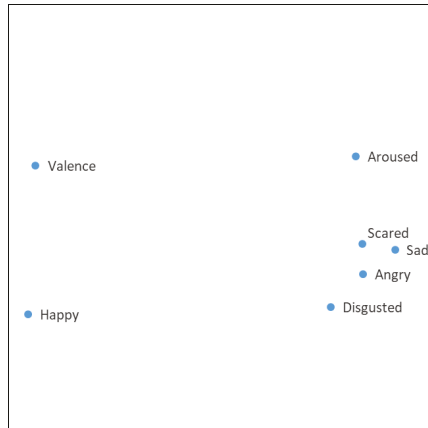 Aroused
Valence
Scared
Sad
Angry
Disgusted
Happy